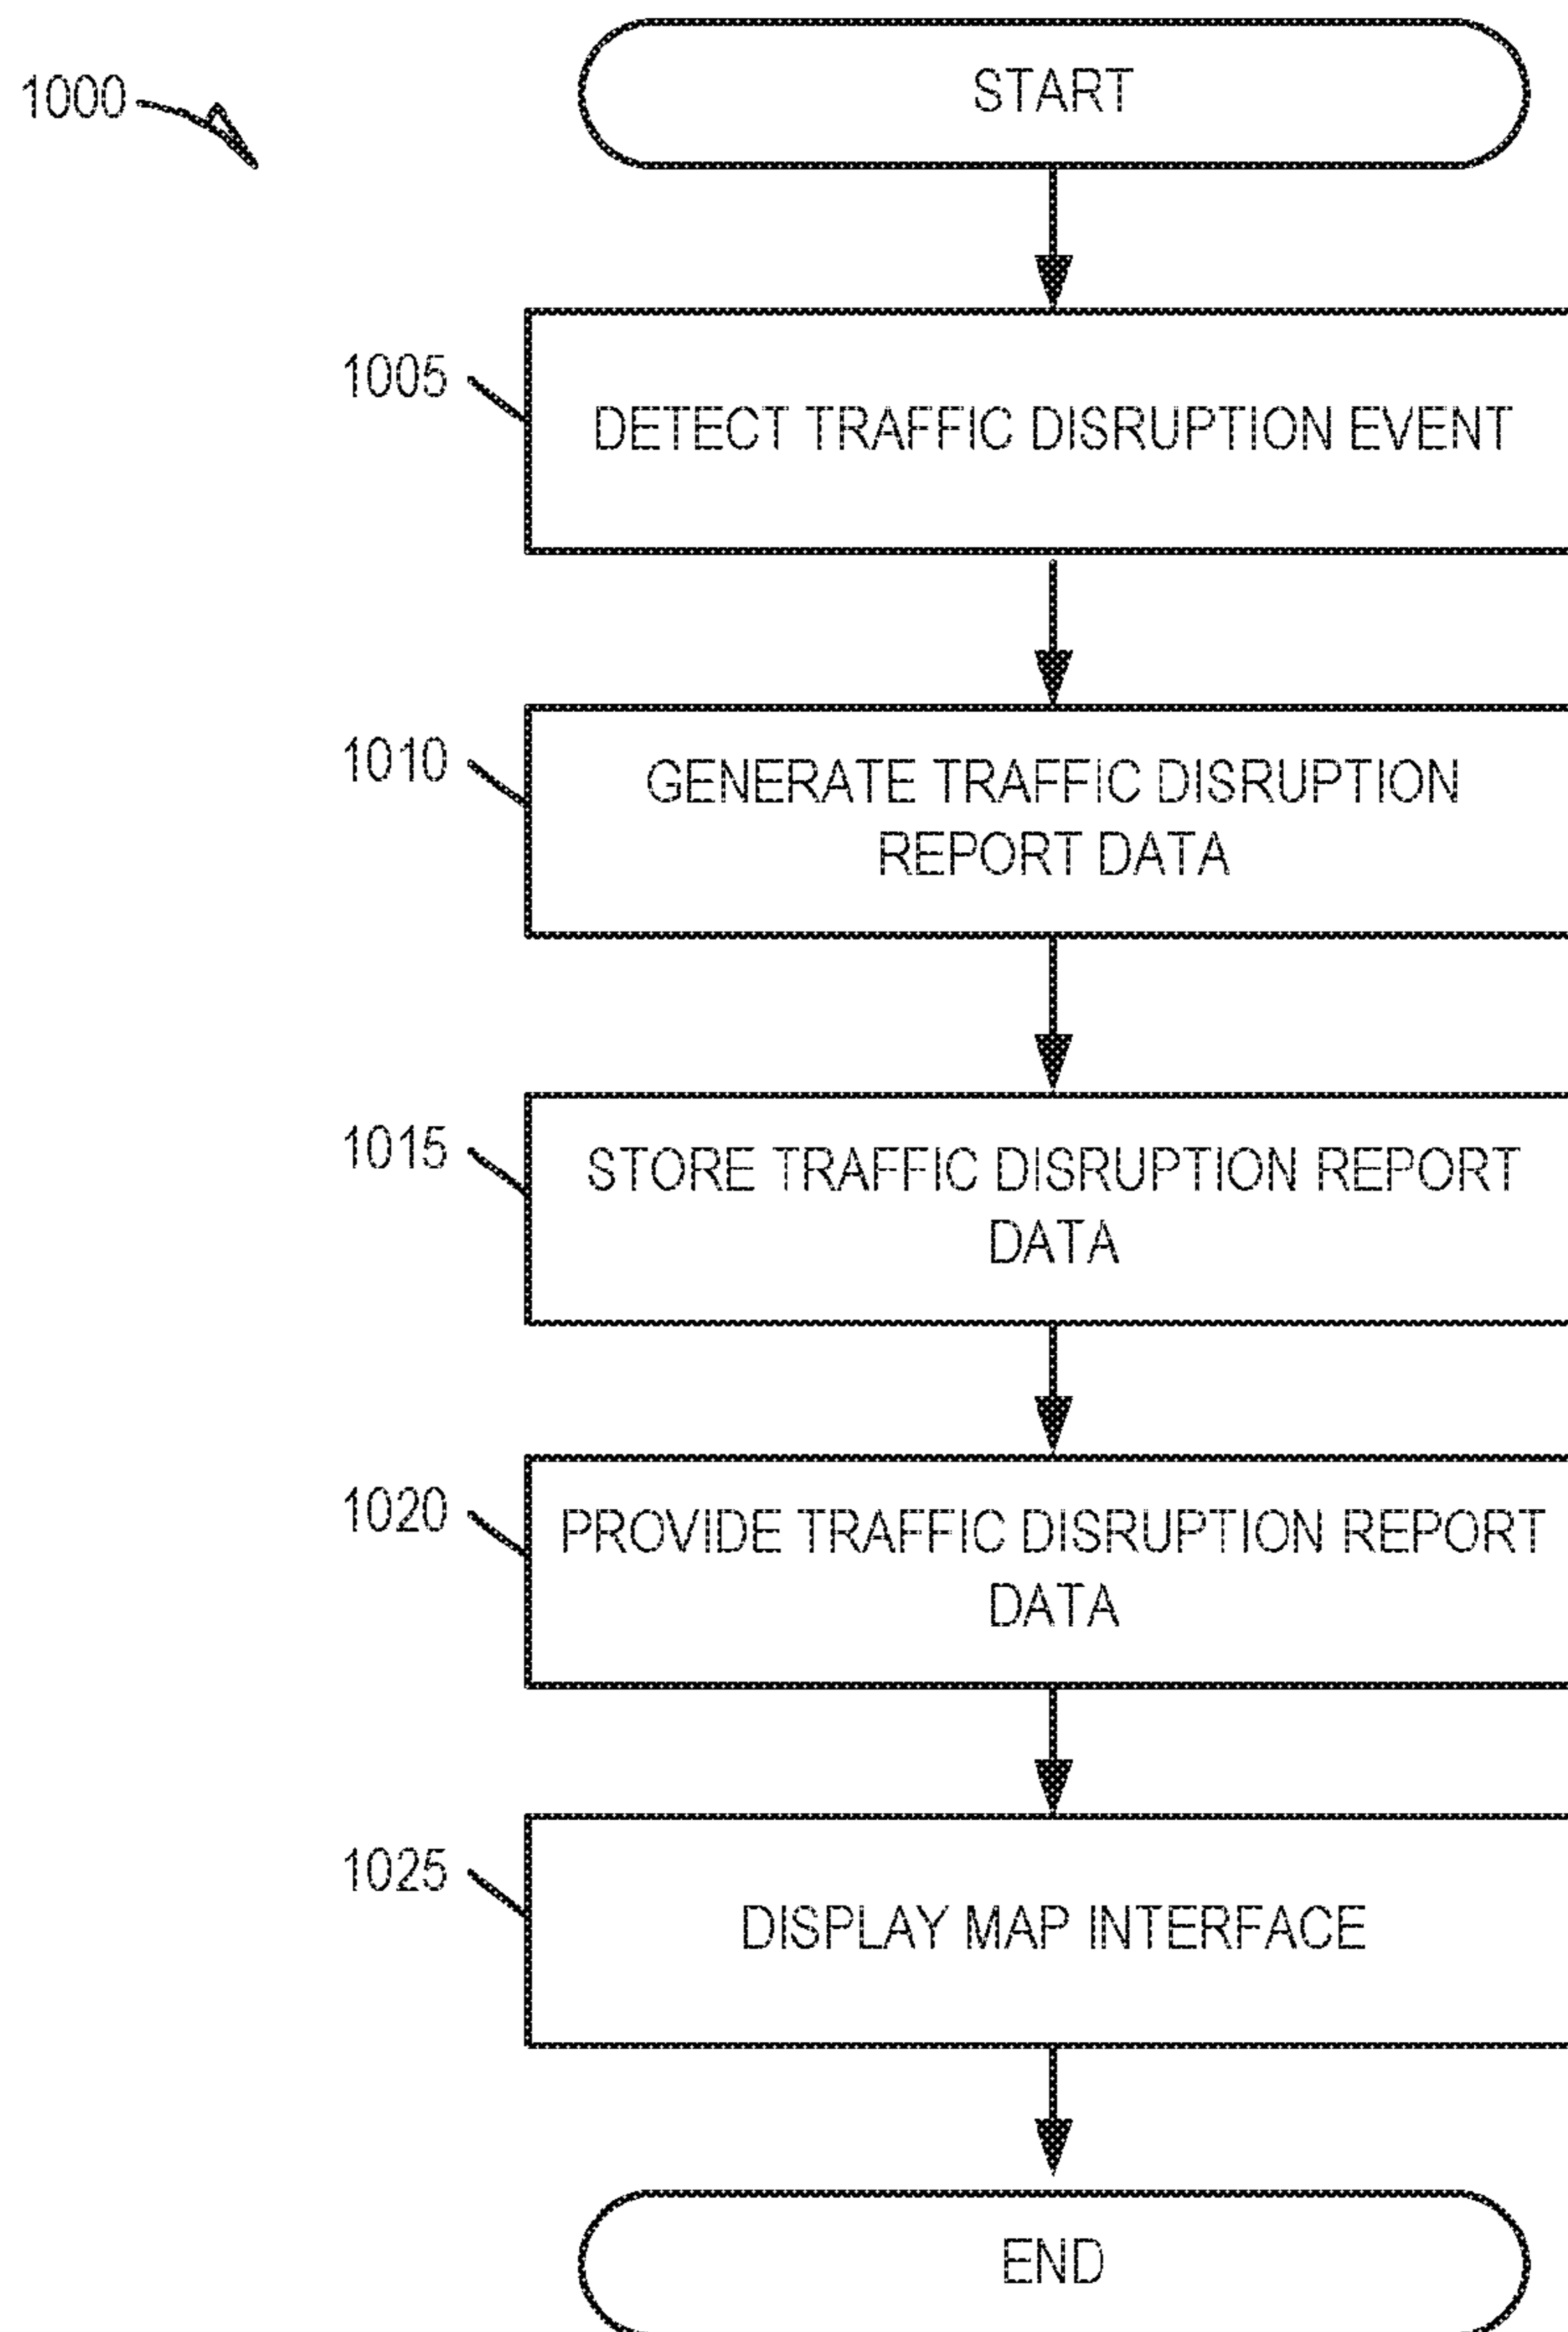 1000
START
1005
DETECT TRAFFIC DISRUPTION EVENT
1010
GENERATE TRAFFIC DISRUPTION
REPORT DATA
1015
STORE TRAFFIC DISRUPTION REPORT
DATA
1020
PROVIDE TRAFFIC DISRUPTION REPORT
DATA
1025
DISPLAY MAP INTERFACE
END